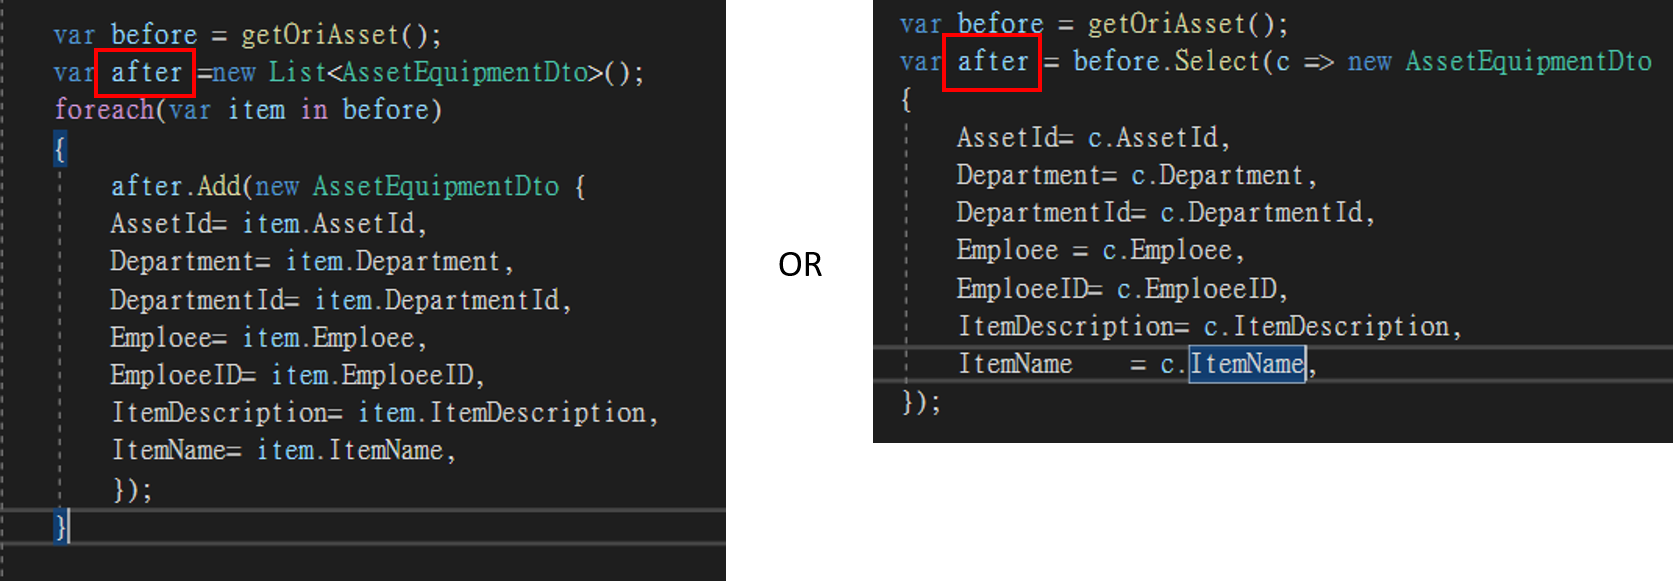 var before = getOriAsset();
var after =new List<AssetEquipmentDto>();
foreach(var item in before)
{
after.Add(new AssetEquipmentDto {
AssetId= item.AssetId,
Department= item.Department,
DepartmentId= item.DepartmentId,
Emploee= item.Emploee,
EmploeeID= item.EmploeeID,
ItemDescription= item.ItemDescription,
ItemName= item.ItemName,
});
}
OR
var before = getOriAsset();
var after = before.Select(c => new AssetEquipmentDto
{
AssetId= c.AssetId,
Department= c.Department,
DepartmentId= c.DepartmentId,
Emploee = c.Emploee,
EmploeeID= c.EmploeeID,
ItemDescription= c.ItemDescription,
ItemName    = c.ItemName,
});